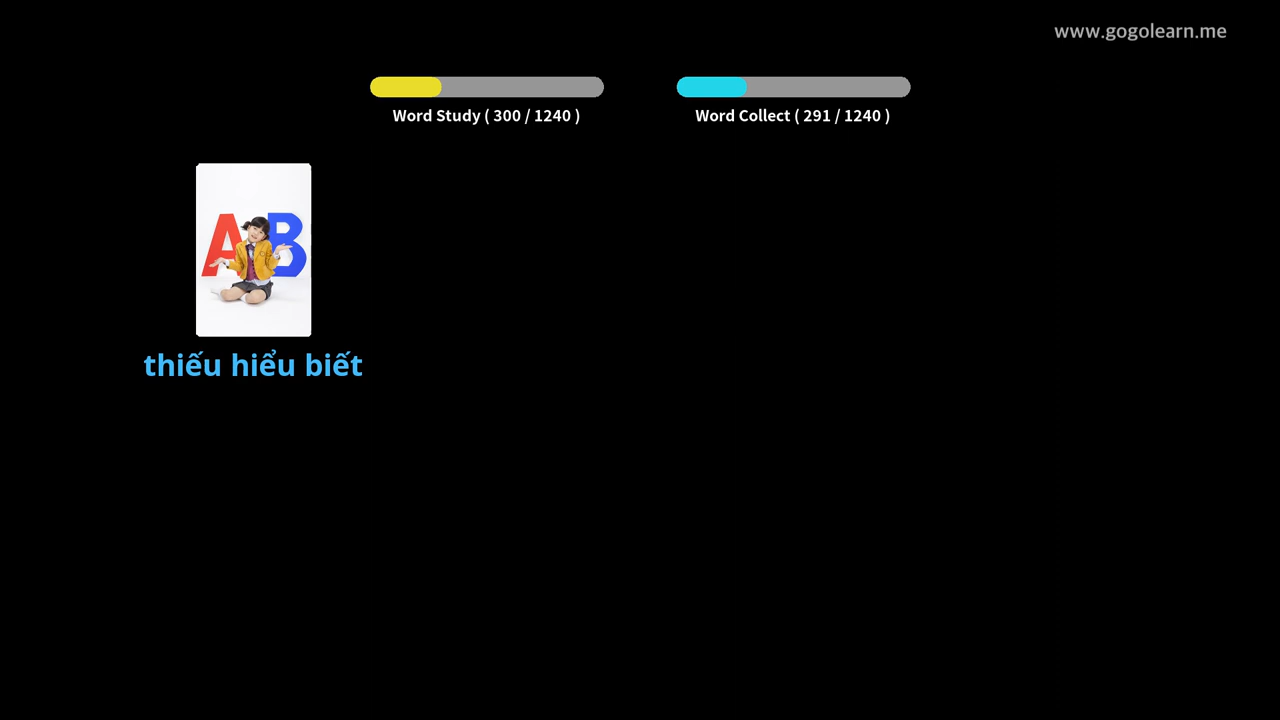 www.gogolearn.me
Word Study ( 300 / 1240 )
Word Collect ( 291 / 1240 )
A B
thiếu hiểu biết